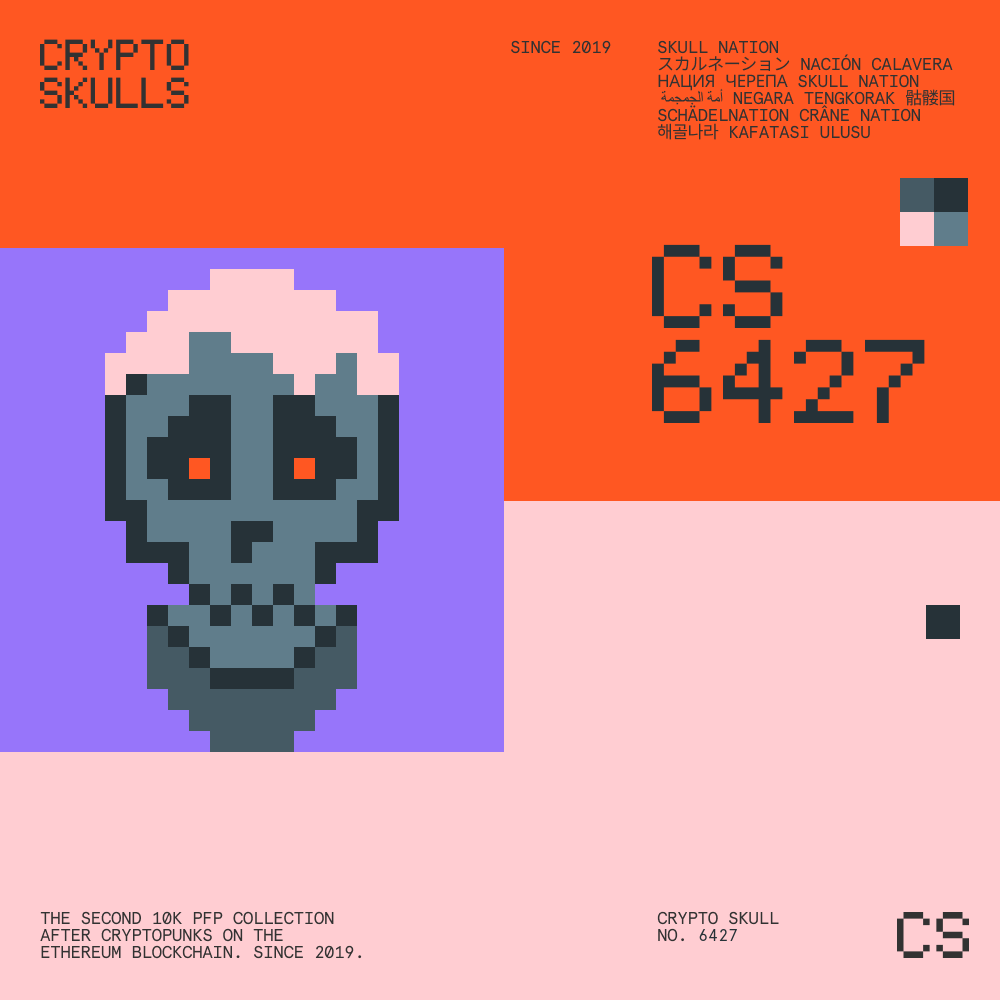 CRYPTO
SKULLS
SINCE 2019
SKULL NATION
スカルネーション NACIÓN CALAVERA
НАЦИЯ ЧЕРЕПА SKULL NATION
أمة الجمجمة NEGARA TENGKORAK 骷髅国
SCHÄDELNATION CRÂNE NATION
해골나라 KAFATASI ULUSU
CS
6427
THE SECOND 10K PFP COLLECTION
AFTER CRYPTOPUNKS ON THE
ETHEREUM BLOCKCHAIN. SINCE 2019.
CRYPTO SKULL
NO. 6427
CS